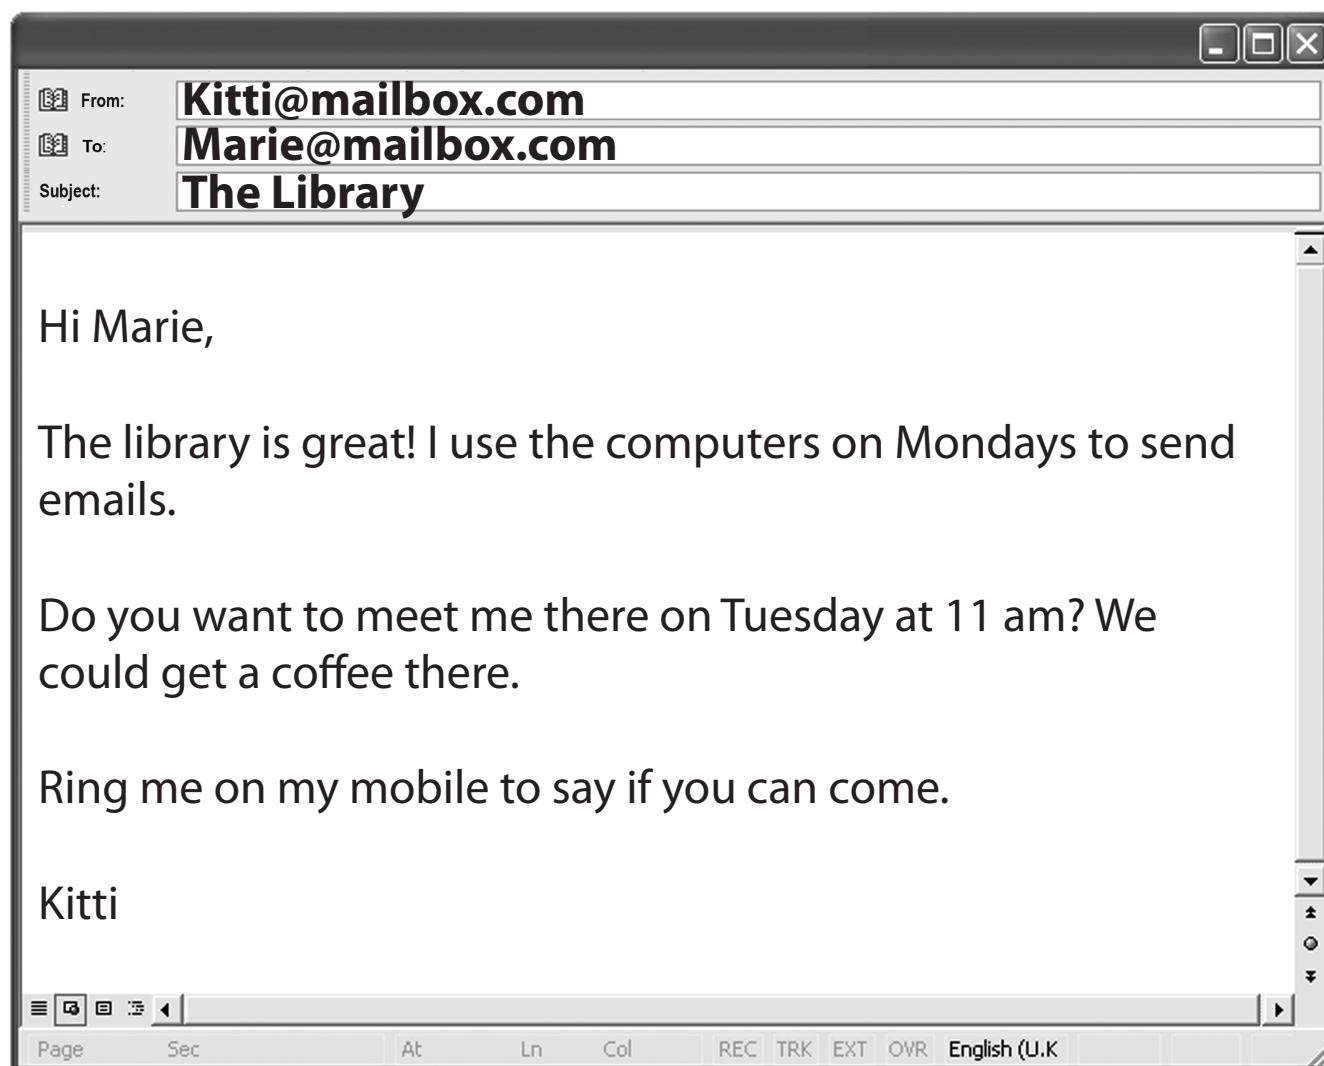 From: Kitti@mailbox.com
To: Marie@mailbox.com
Subject: The Library
Hi Marie,
The library is great! I use the computers on Mondays to send
emails.
Do you want to meet me there on Tuesday at 11 am? We
could get a coffee there.
Ring me on my mobile to say if you can come.
Kitti
Page Sec At Ln Col REC TRK EXT OVR English (U.K